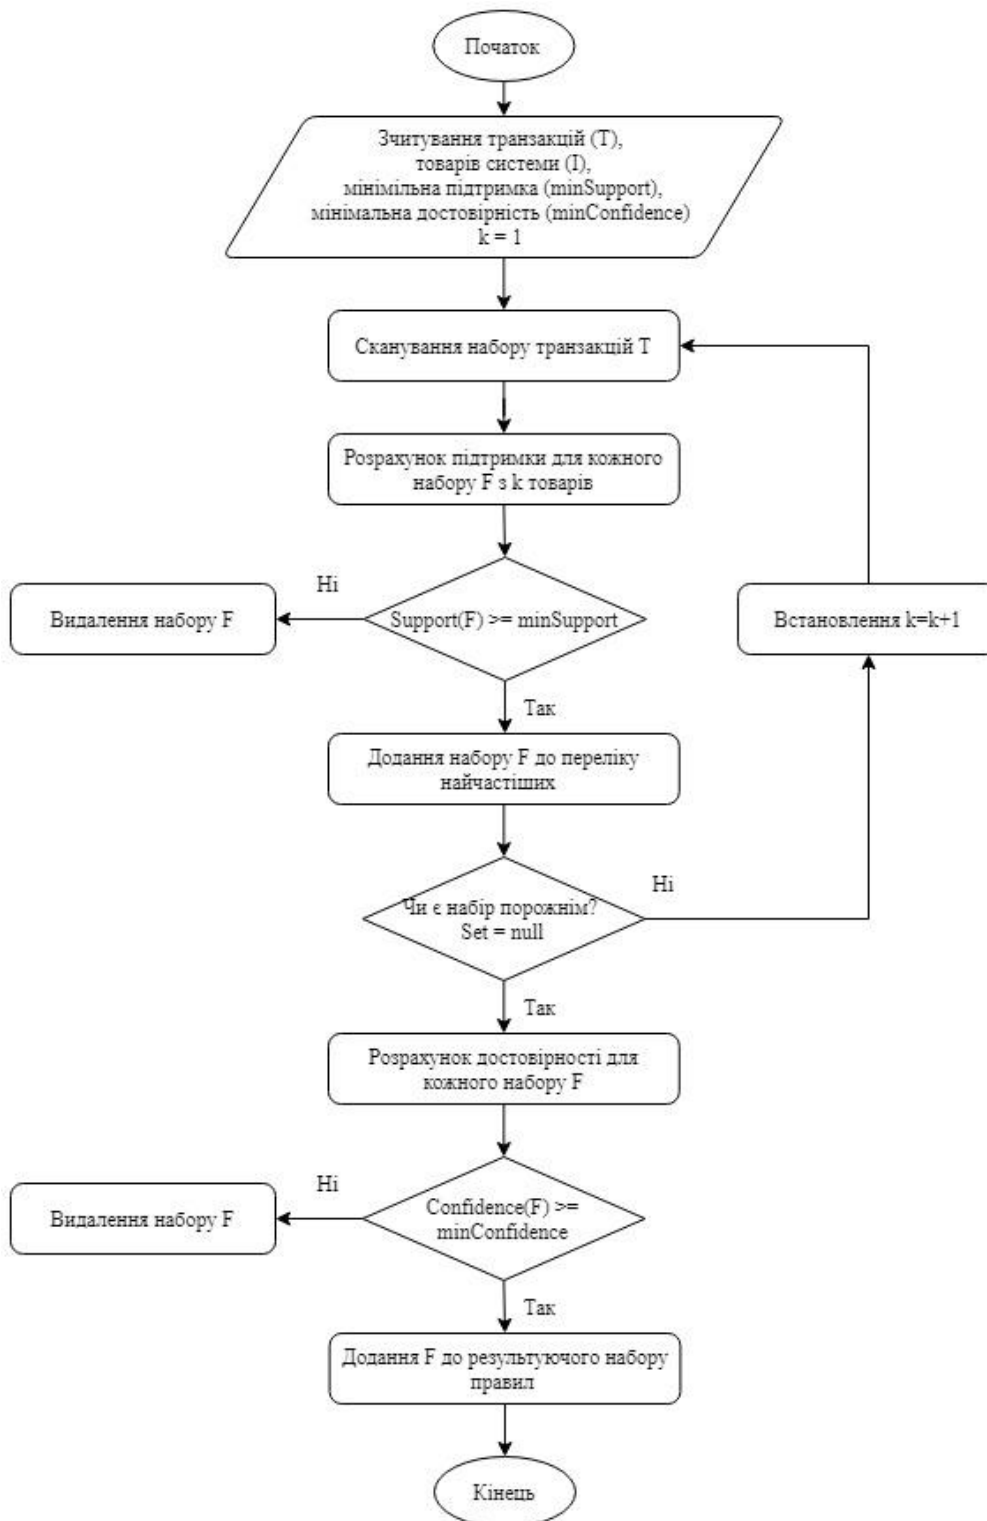 Початок
Зчитування транзакцій (T),
товарів системи (I),
мінімільна підтримка (minSupport),
мінімальна достовірність (minConfidence)
k = 1
Сканування набору транзакцій T
Розрахунок підтримки для кожного
набору F з k товарів
Ні
Видалення набору F
Support(F) >= minSupport
Встановлення k=k+1
Так
Додання набору F до переліку
найчастіших
Ні
Чи є набір порожнім?
Set = null
Так
Розрахунок достовірності для
кожного набору F
Ні
Видалення набору F
Confidence(F) >=
minConfidence
Так
Додання F до результуючого набору
правил
Кінець